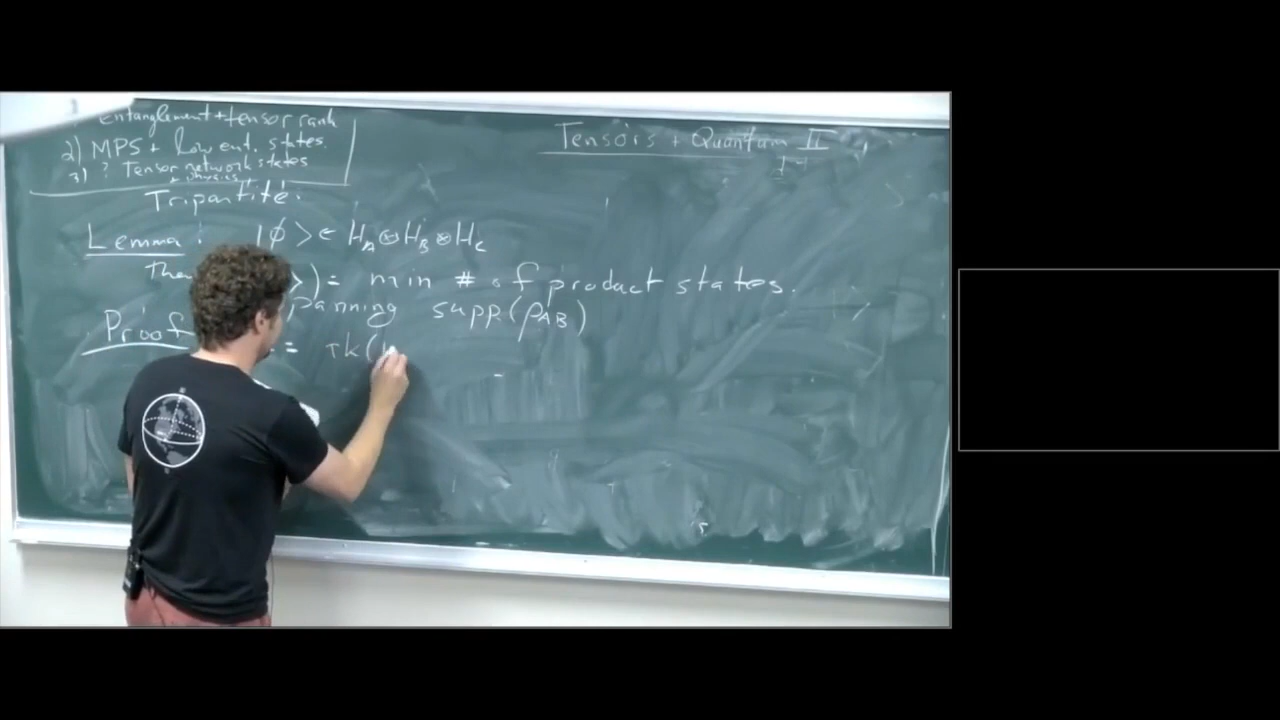 entanglement + tensor rank
2) MPS + low ent. states.
3) ? Tensor network states
+ physics
Tensors + Quantum II
Tripartite:
Lemma: |ϕ> ∈ H_A ⊗ H_B ⊗ H_C
then >) = min # of product states.
panning supp(ρ_AB)
Proof = rk(